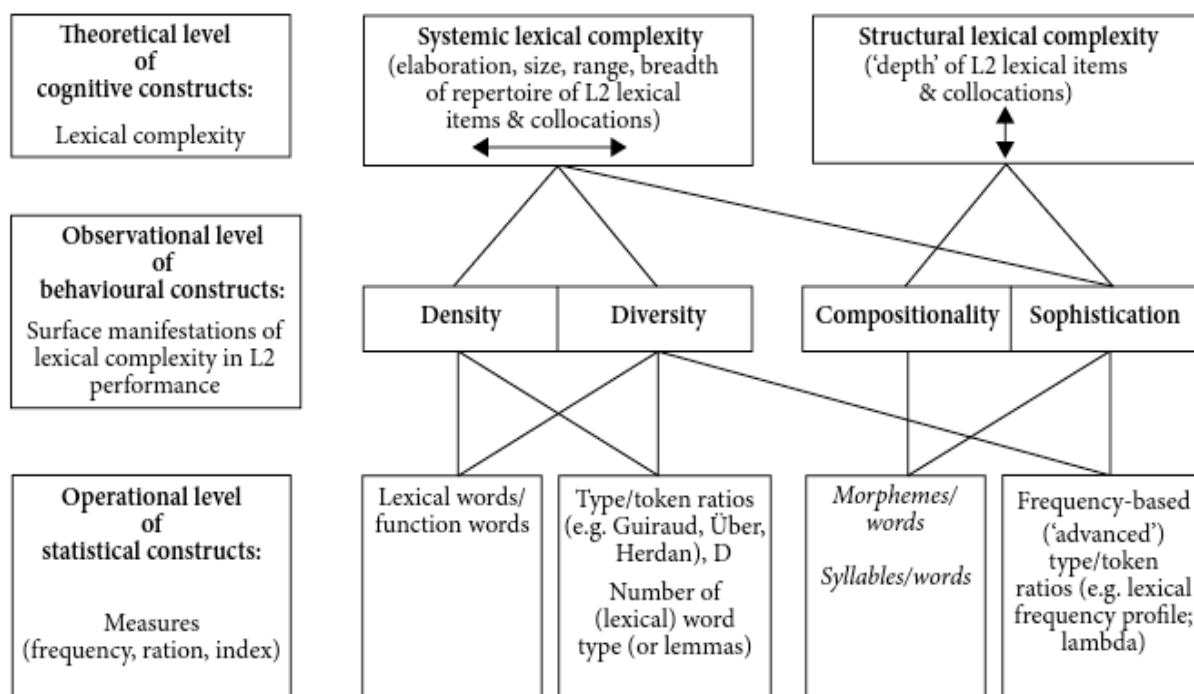 Theoretical level
of
cognitive constructs:
Lexical complexity
Systemic lexical complexity
(elaboration, size, range, breadth
of repertoire of L2 lexical
items & collocations)
Structural lexical complexity
(‘depth’ of L2 lexical items
& collocations)
Observational level
of
behavioural constructs:
Surface manifestations of
lexical complexity in L2
performance
Density
Diversity
Compositionality
Sophistication
Operational level
of
statistical constructs:
Measures
(frequency, ration, index)
Lexical words/
function words
Type/token ratios
(e.g. Guiraud, Über,
Herdan), D
Number of
(lexical) word
type (or lemmas)
Morphemes/
words
Syllables/words
Frequency-based
(‘advanced’)
type/token
ratios (e.g. lexical
frequency profile;
lambda)